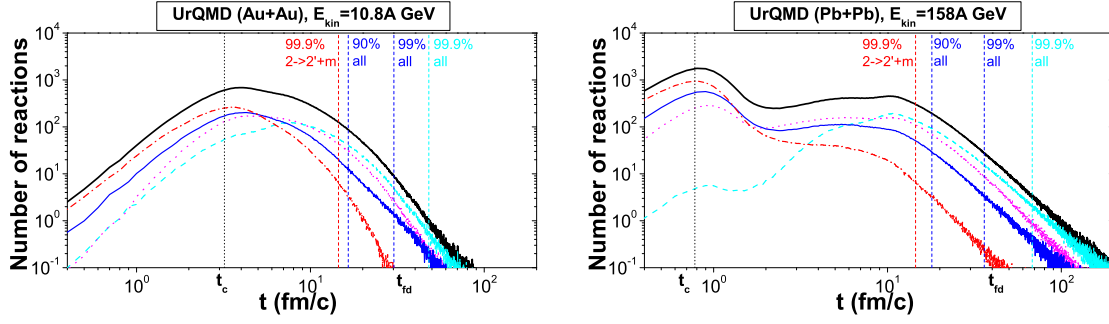 UrQMD (Au+Au), E_kin=10.8A GeV
Number of reactions
10^4
10^3
10^2
10^1
10^0
10^-1
99.9% 90% 99% 99.9%
2->2'+m all all all
10^0 10^1 10^2
t_c t_fd
t (fm/c)
UrQMD (Pb+Pb), E_kin=158A GeV
Number of reactions
10^4
10^3
10^2
10^1
10^0
10^-1
99.9% 90% 99% 99.9%
2->2'+m all all all
10^0 10^1 10^2
t_c t_fd
t (fm/c)